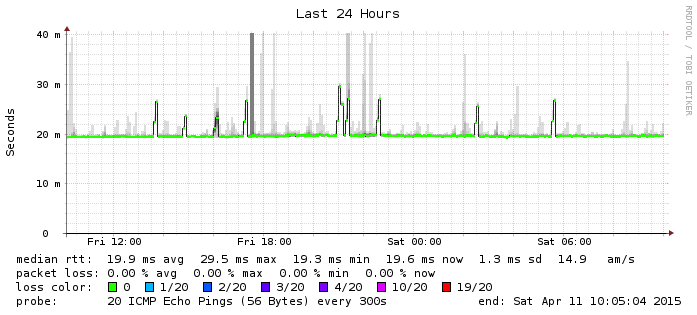 Last 24 Hours
RRDTOOL / TOBI OETIKER
Seconds
40 m
30 m
20 m
10 m
0
Fri 12:00 Fri 18:00 Sat 00:00 Sat 06:00
median rtt: 19.9 ms avg 29.5 ms max 19.3 ms min 19.6 ms now 1.3 ms sd 14.9 am/s
packet loss: 0.00 % avg 0.00 % max 0.00 % min 0.00 % now
loss color: 0 1/20 2/20 3/20 4/20 10/20 19/20
probe: 20 ICMP Echo Pings (56 Bytes) every 300s end: Sat Apr 11 10:05:04 2015